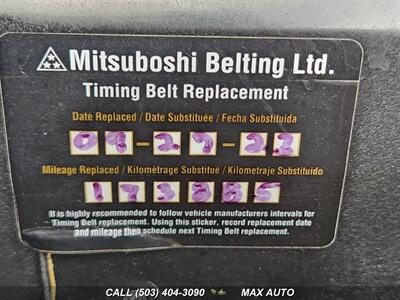 Mitsuboshi Belting Ltd.
Timing Belt Replacement
Date Replaced / Date Substituée / Fecha Substituida
09-29-22
Mileage Replaced / Kilométrage Substitué / Kilometraje Substituido
173885
It is highly recommended to follow vehicle manufacturers intervals for
Timing Belt replacement. Using this sticker, record replacement date
and mileage then schedule next Timing Belt replacement.
CALL (503) 404-3090 MAX AUTO